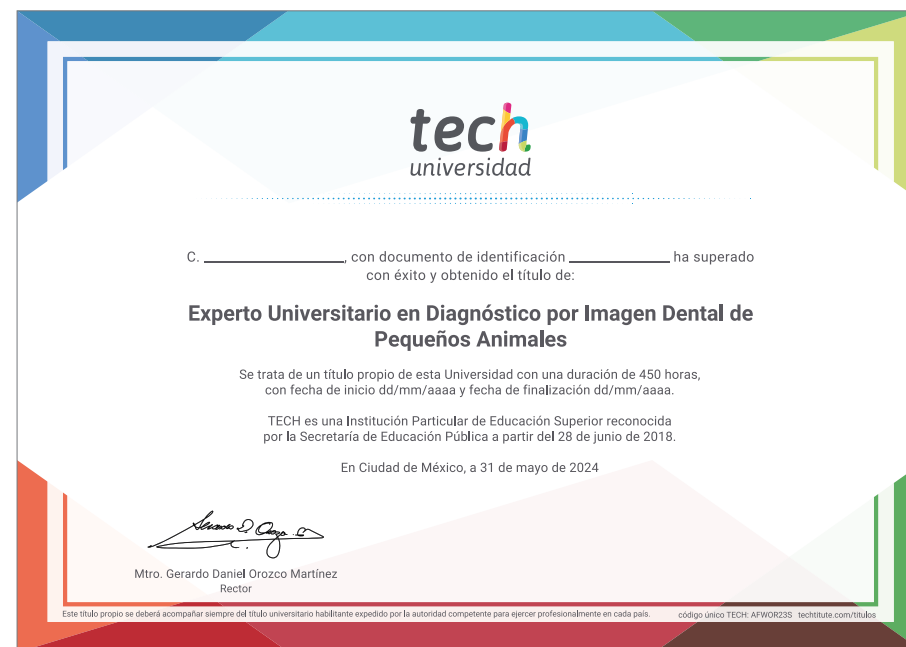 tech
universidad
C. ____________________, con documento de identificación ______________ ha superado
con éxito y obtenido el título de:
Experto Universitario en Diagnóstico por Imagen Dental de
Pequeños Animales
Se trata de un título propio de esta Universidad con una duración de 450 horas,
con fecha de inicio dd/mm/aaaa y fecha de finalización dd/mm/aaaa.
TECH es una Institución Particular de Educación Superior reconocida
por la Secretaría de Educación Pública a partir del 28 de junio de 2018.
En Ciudad de México, a 31 de mayo de 2024
Mtro. Gerardo Daniel Orozco Martínez
Rector
Este título propio se deberá acompañar siempre del título universitario habilitante expedido por la autoridad competente para ejercer profesionalmente en cada país. código único TECH: AFWOR23S techtitute.com/titulos